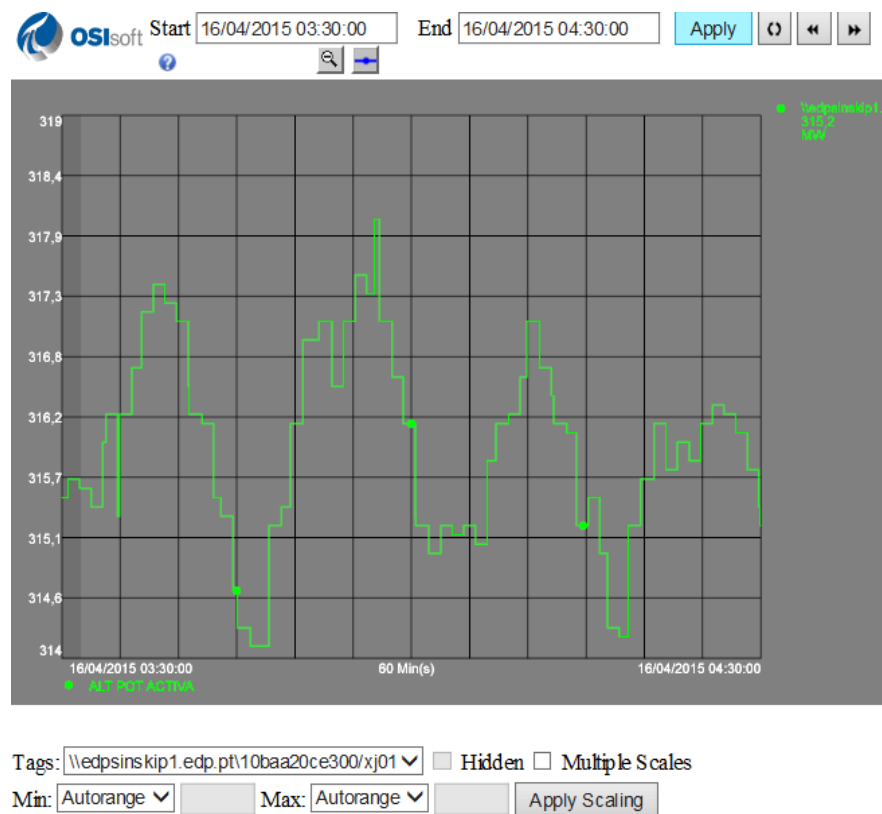 OSIsoft Start 16/04/2015 03:30:00 End 16/04/2015 04:30:00 Apply
\\edpsinskip1.
315,2
MW
319
318,4
317,9
317,3
316,8
316,2
315,7
315,1
314,6
314
16/04/2015 03:30:00 60 Min(s) 16/04/2015 04:30:00
ALT POT ACTIVA
Tags: \\edpsinskip1.edp.pt\10baa20ce300/xj01 Hidden Multiple Scales
Min: Autorange Max: Autorange Apply Scaling